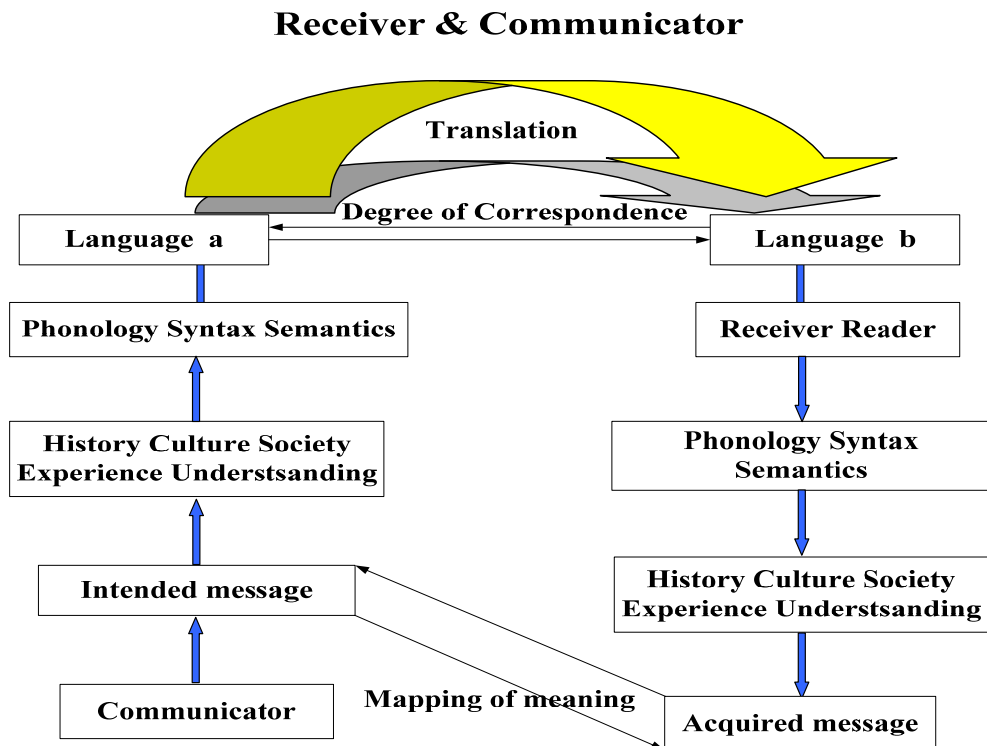 Receiver & Communicator
Translation
Degree of Correspondence
Language a
Language b
Phonology Syntax Semantics
Receiver Reader
History Culture Society
Experience Understsanding
Phonology Syntax
Semantics
Intended message
History Culture Society
Experience Understsanding
Mapping of meaning
Communicator
Acquired message